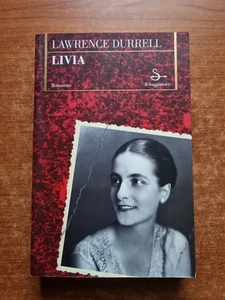 LAWRENCE DURRELL
LIVIA
Romanzo
il Saggiatore